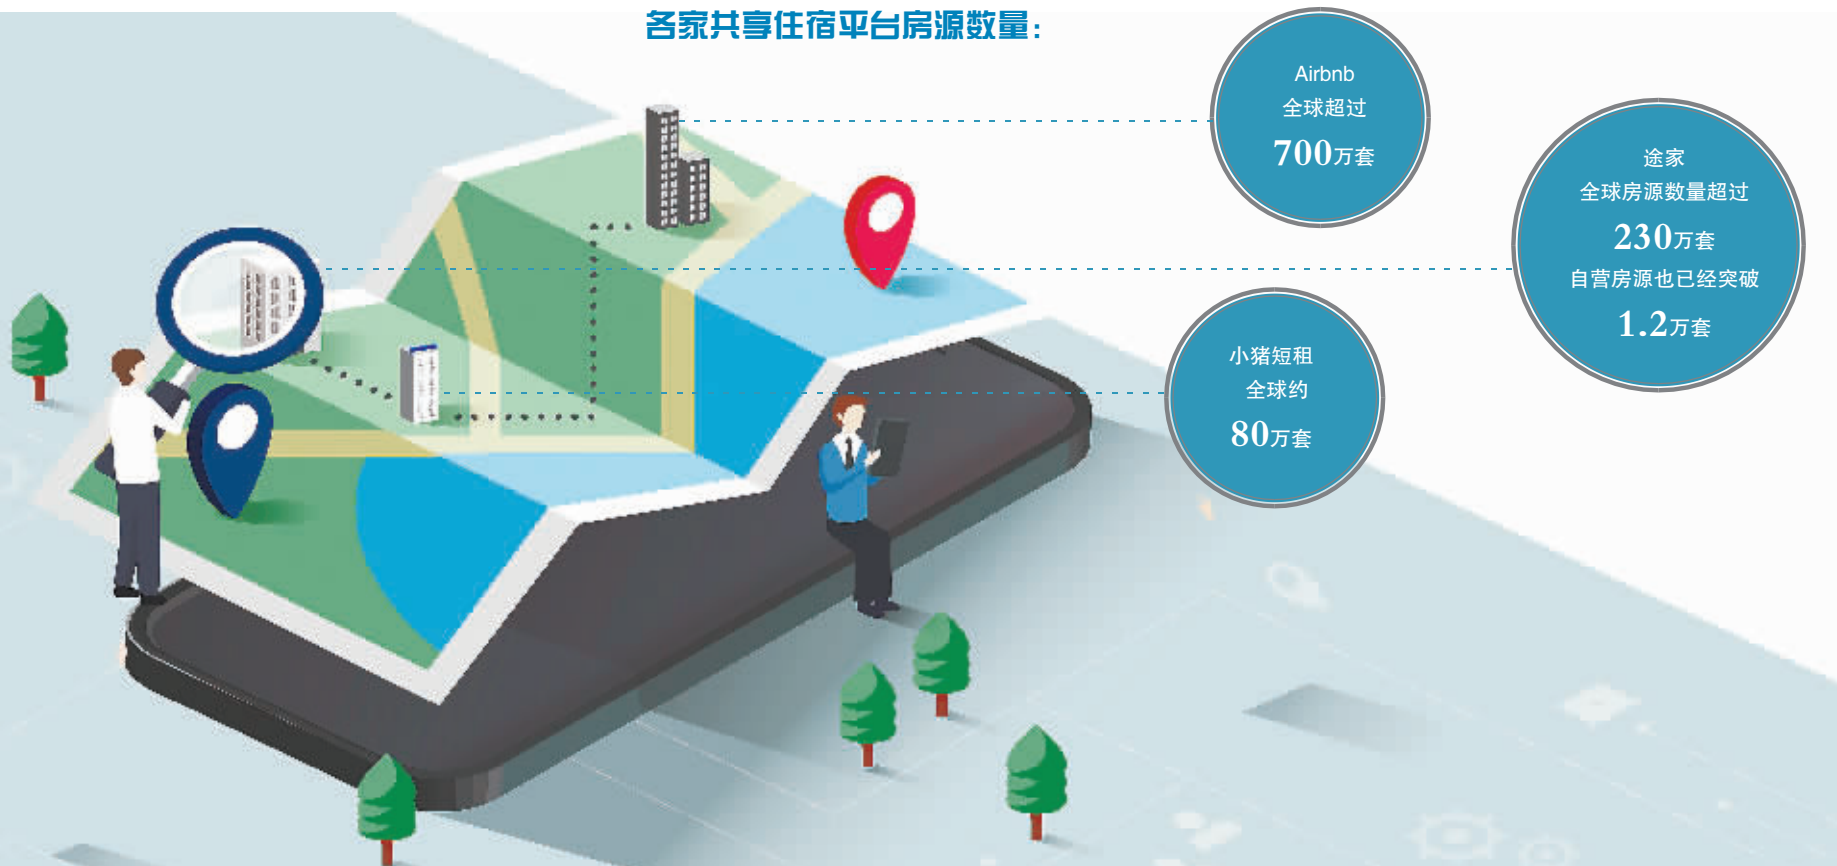 各家共享住宿平台房源数量：
Airbnb
全球超过
700万套
途家
全球房源数量超过
230万套
自营房源也已经突破
1.2万套
小猪短租
全球约
80万套